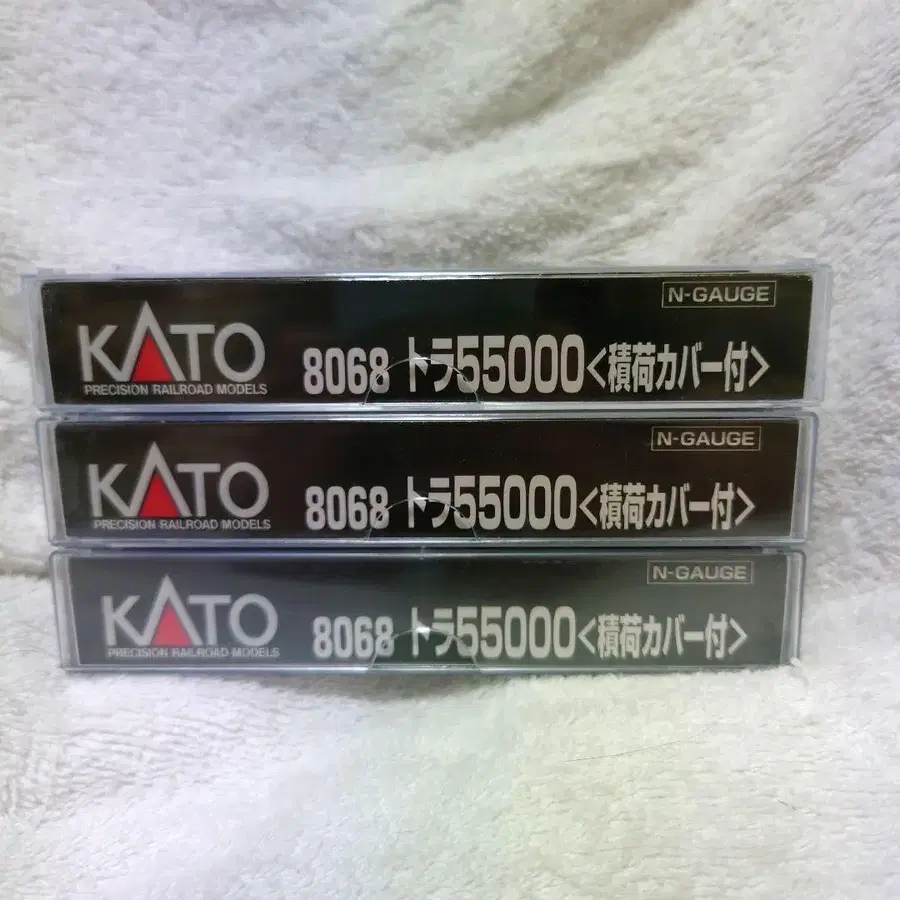 N-GAUGE
KATO 8068 トラ55000<積荷カバー付>
PRECISION RAILROAD MODELS
N-GAUGE
KATO 8068 トラ55000<積荷カバー付>
PRECISION RAILROAD MODELS
N-GAUGE
KATO 8068 トラ55000<積荷カバー付>
PRECISION RAILROAD MODELS